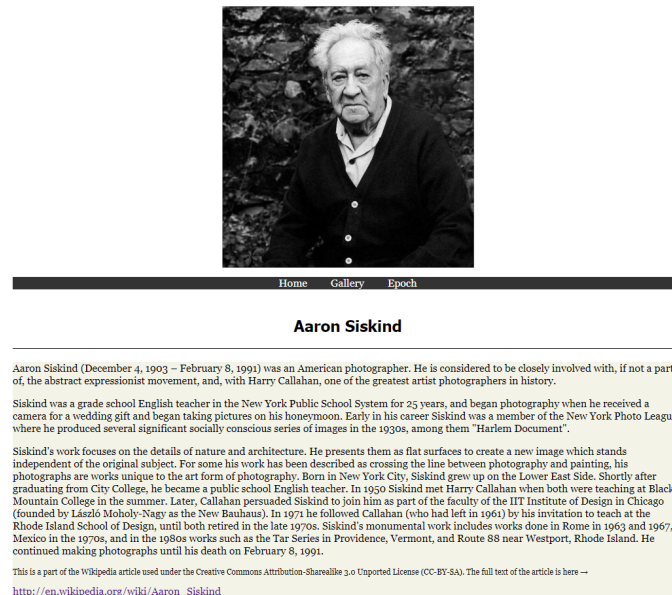 Home Gallery Epoch
Aaron Siskind
Aaron Siskind (December 4, 1903 – February 8, 1991) was an American photographer. He is considered to be closely involved with, if not a part
of, the abstract expressionist movement, and, with Harry Callahan, one of the greatest artist photographers in history.
Siskind was a grade school English teacher in the New York Public School System for 25 years, and began photography when he received a
camera for a wedding gift and began taking pictures on his honeymoon. Early in his career Siskind was a member of the New York Photo Leagu
where he produced several significant socially conscious series of images in the 1930s, among them "Harlem Document".
Siskind's work focuses on the details of nature and architecture. He presents them as flat surfaces to create a new image which stands
independent of the original subject. For some his work has been described as crossing the line between photography and painting, his
photographs are works unique to the art form of photography. Born in New York City, Siskind grew up on the Lower East Side. Shortly after
graduating from City College, he became a public school English teacher. In 1950 Siskind met Harry Callahan when both were teaching at Black
Mountain College in the summer. Later, Callahan persuaded Siskind to join him as part of the faculty of the IIT Institute of Design in Chicago
(founded by László Moholy-Nagy as the New Bauhaus). In 1971 he followed Callahan (who had left in 1961) by his invitation to teach at the
Rhode Island School of Design, until both retired in the late 1970s. Siskind's monumental work includes works done in Rome in 1963 and 1967,
Mexico in the 1970s, and in the 1980s works such as the Tar Series in Providence, Vermont, and Route 88 near Westport, Rhode Island. He
continued making photographs until his death on February 8, 1991.
This is a part of the Wikipedia article used under the Creative Commons Attribution-Sharealike 3.0 Unported License (CC-BY-SA). The full text of the article is here →
http://en.wikipedia.org/wiki/Aaron_Siskind